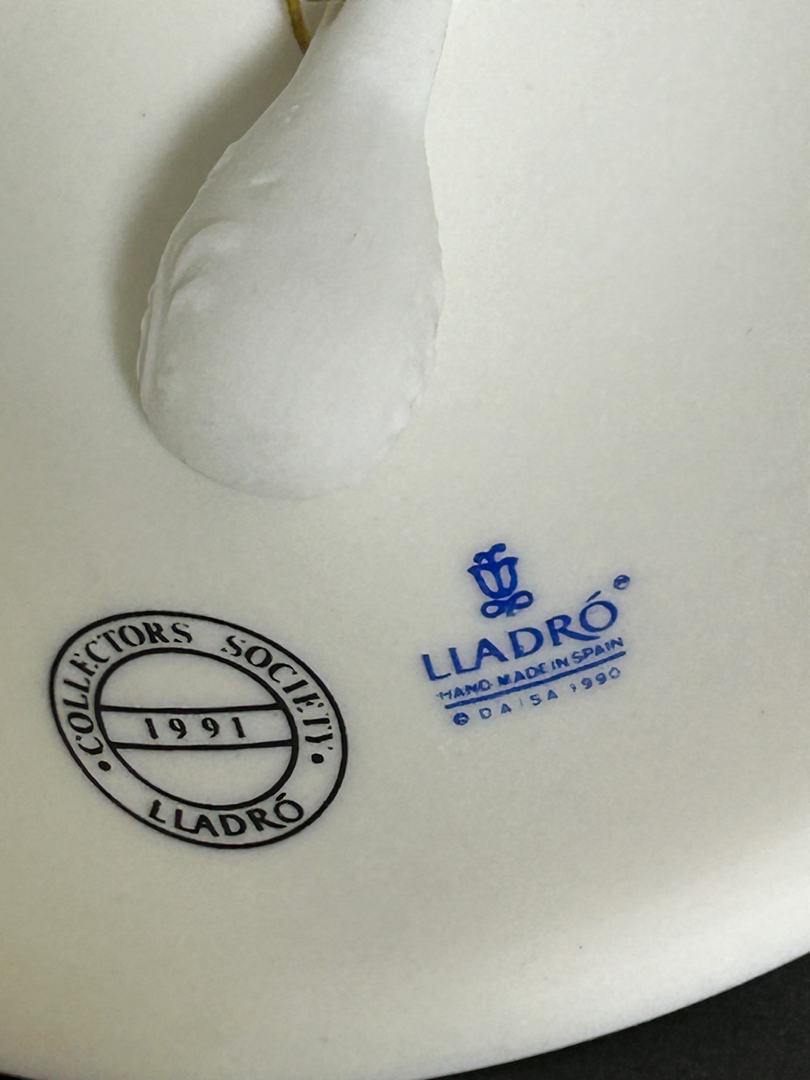 COLLECTORS SOCIETY
1991
LLADRÓ
LLADRÓ
HAND MADE IN SPAIN
© DAISA 1990